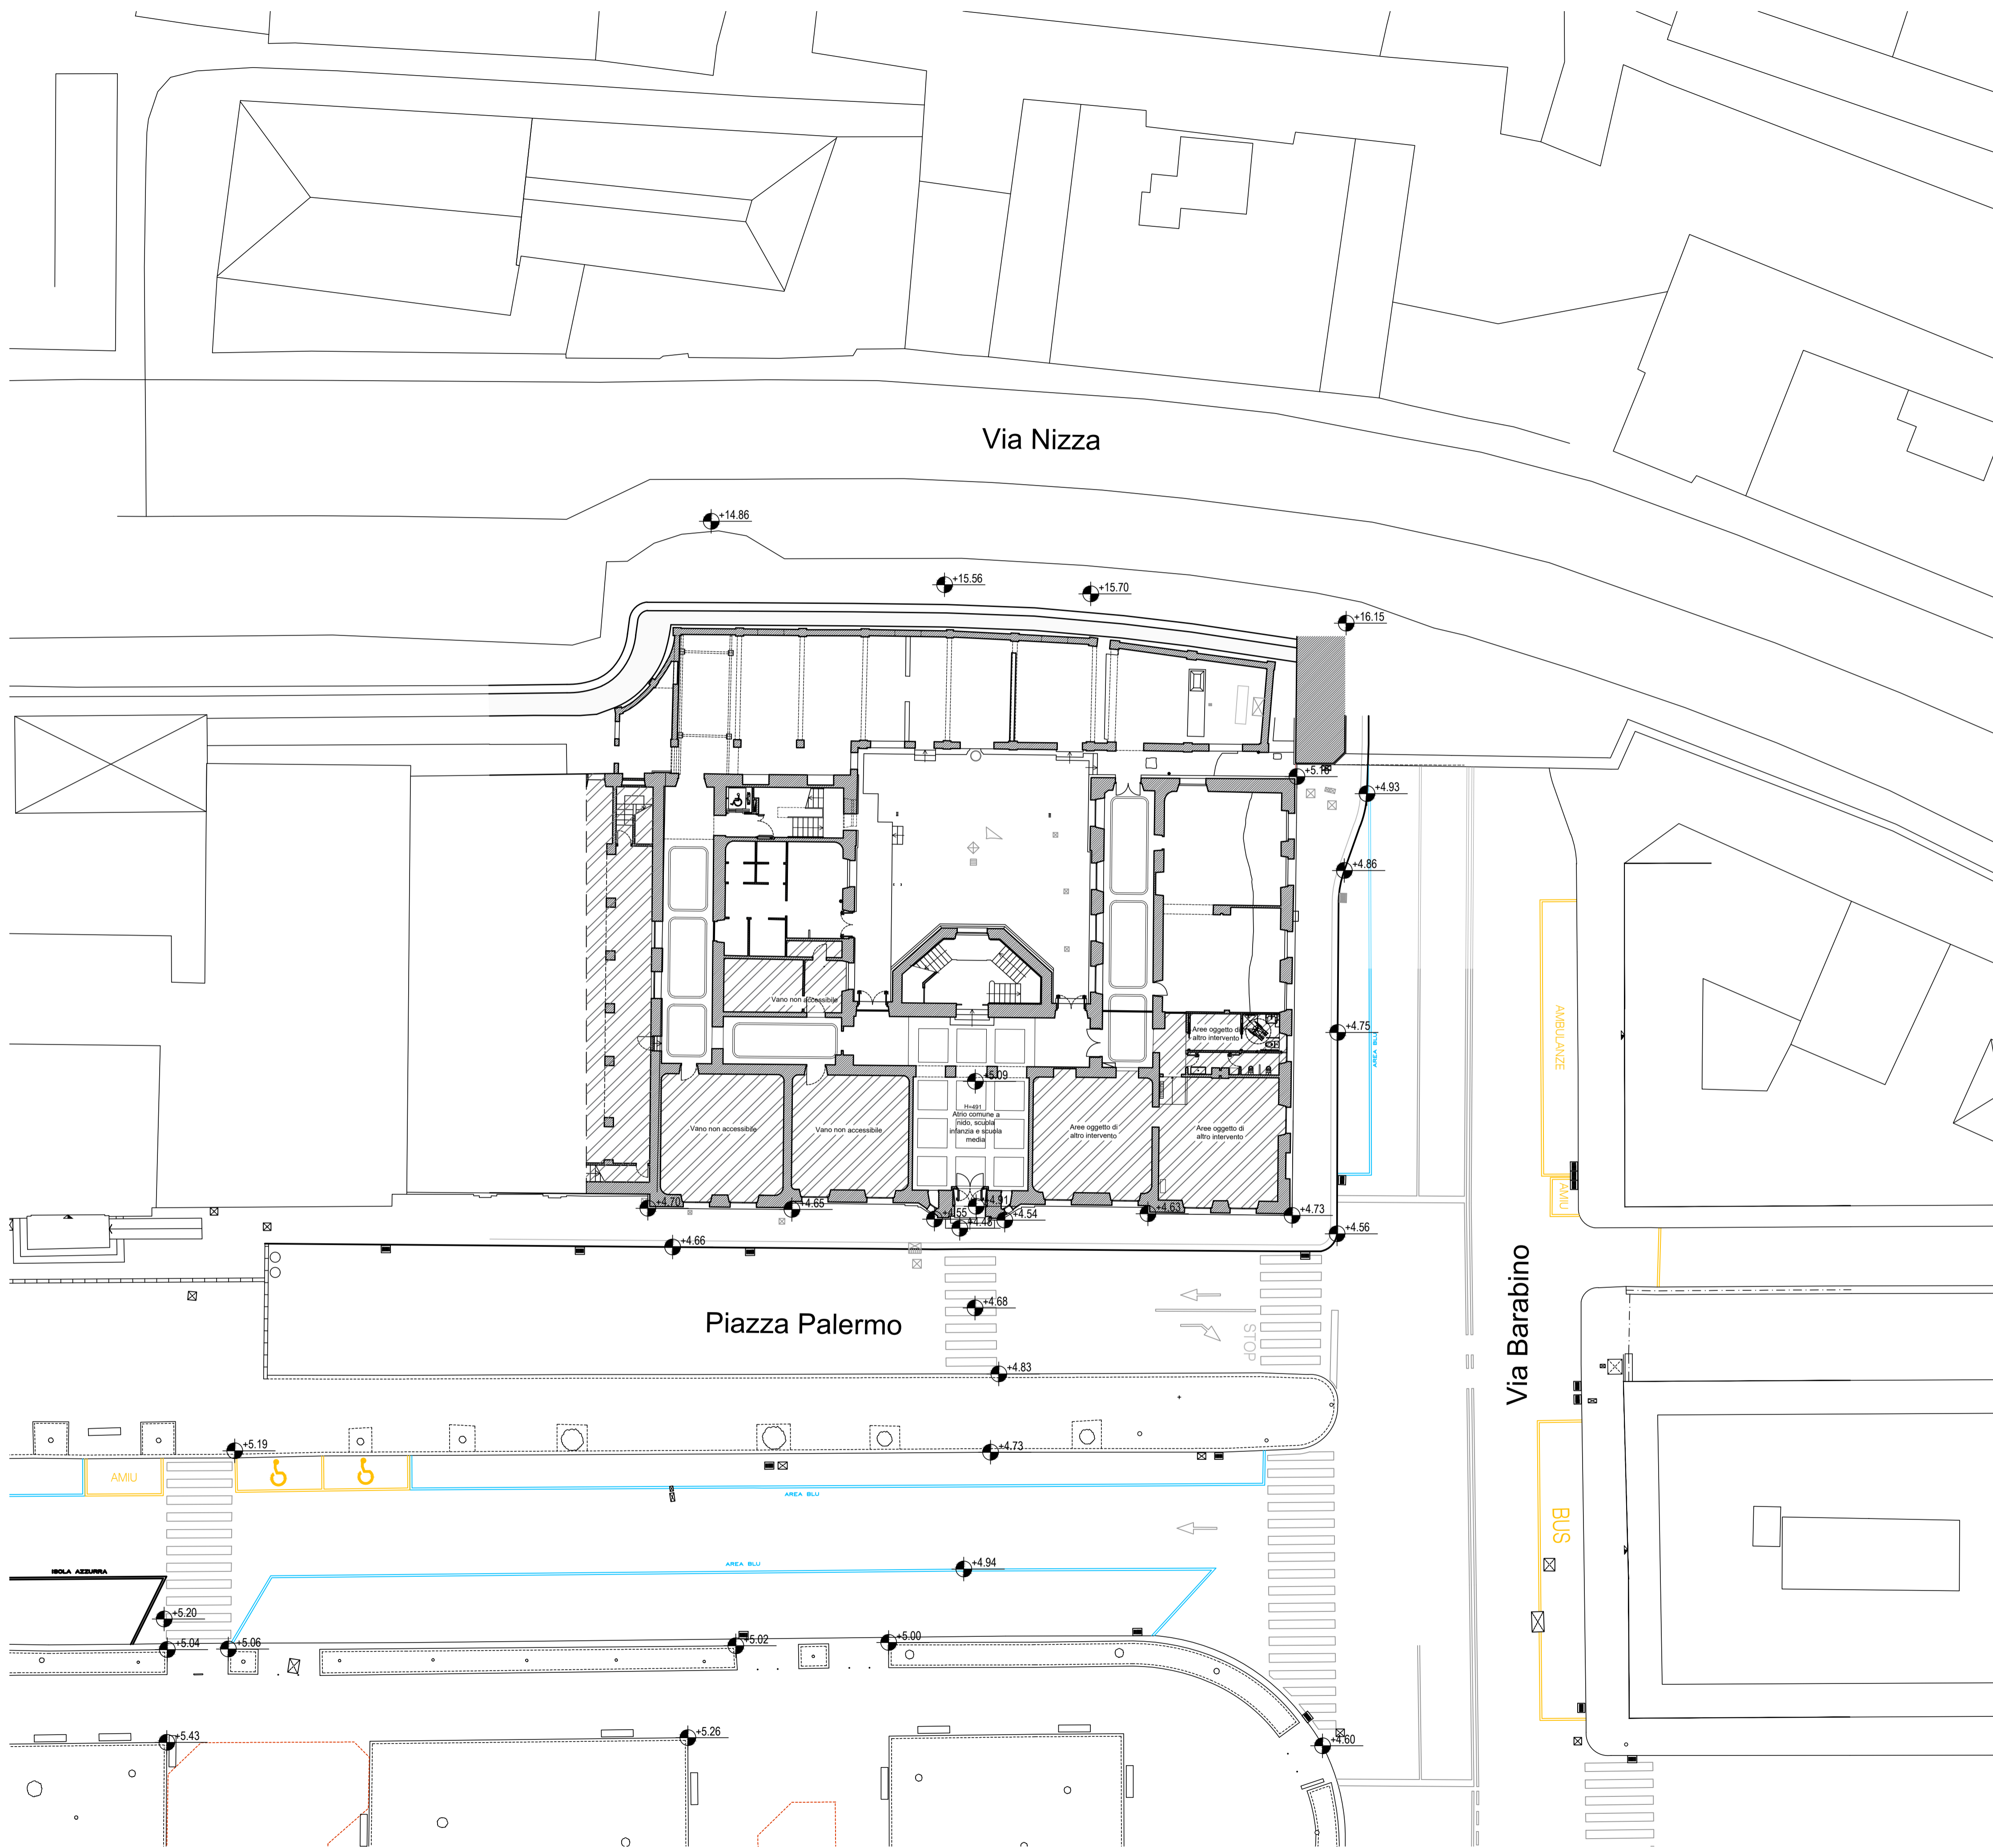 Via Nizza
+14.86
+15.56
+15.70
+16.15
+5.16
+4.93
+4.86
Vano non accessibile
Aree oggetto di
altro intervento
+4.75
AREA BLU
AMBULANZE
AMIU
+5.09
H=491
Atrio comune a
nido, scuola
infanzia e scuola
media
Vano non accessibile
Vano non accessibile
Aree oggetto di
altro intervento
Aree oggetto di
altro intervento
+4.70
+4.65
+4.91
+4.55
+4.54
+4.63
+4.73
+4.56
+4.66
+4.68
Piazza Palermo
STOP
Via Barabino
+4.83
+5.19
+4.73
AMIU
AREA BLU
BUS
ISOLA AZZURRA
AREA BLU
+4.94
+5.20
+5.04
+5.06
+5.02
+5.00
+5.43
+5.26
+4.60